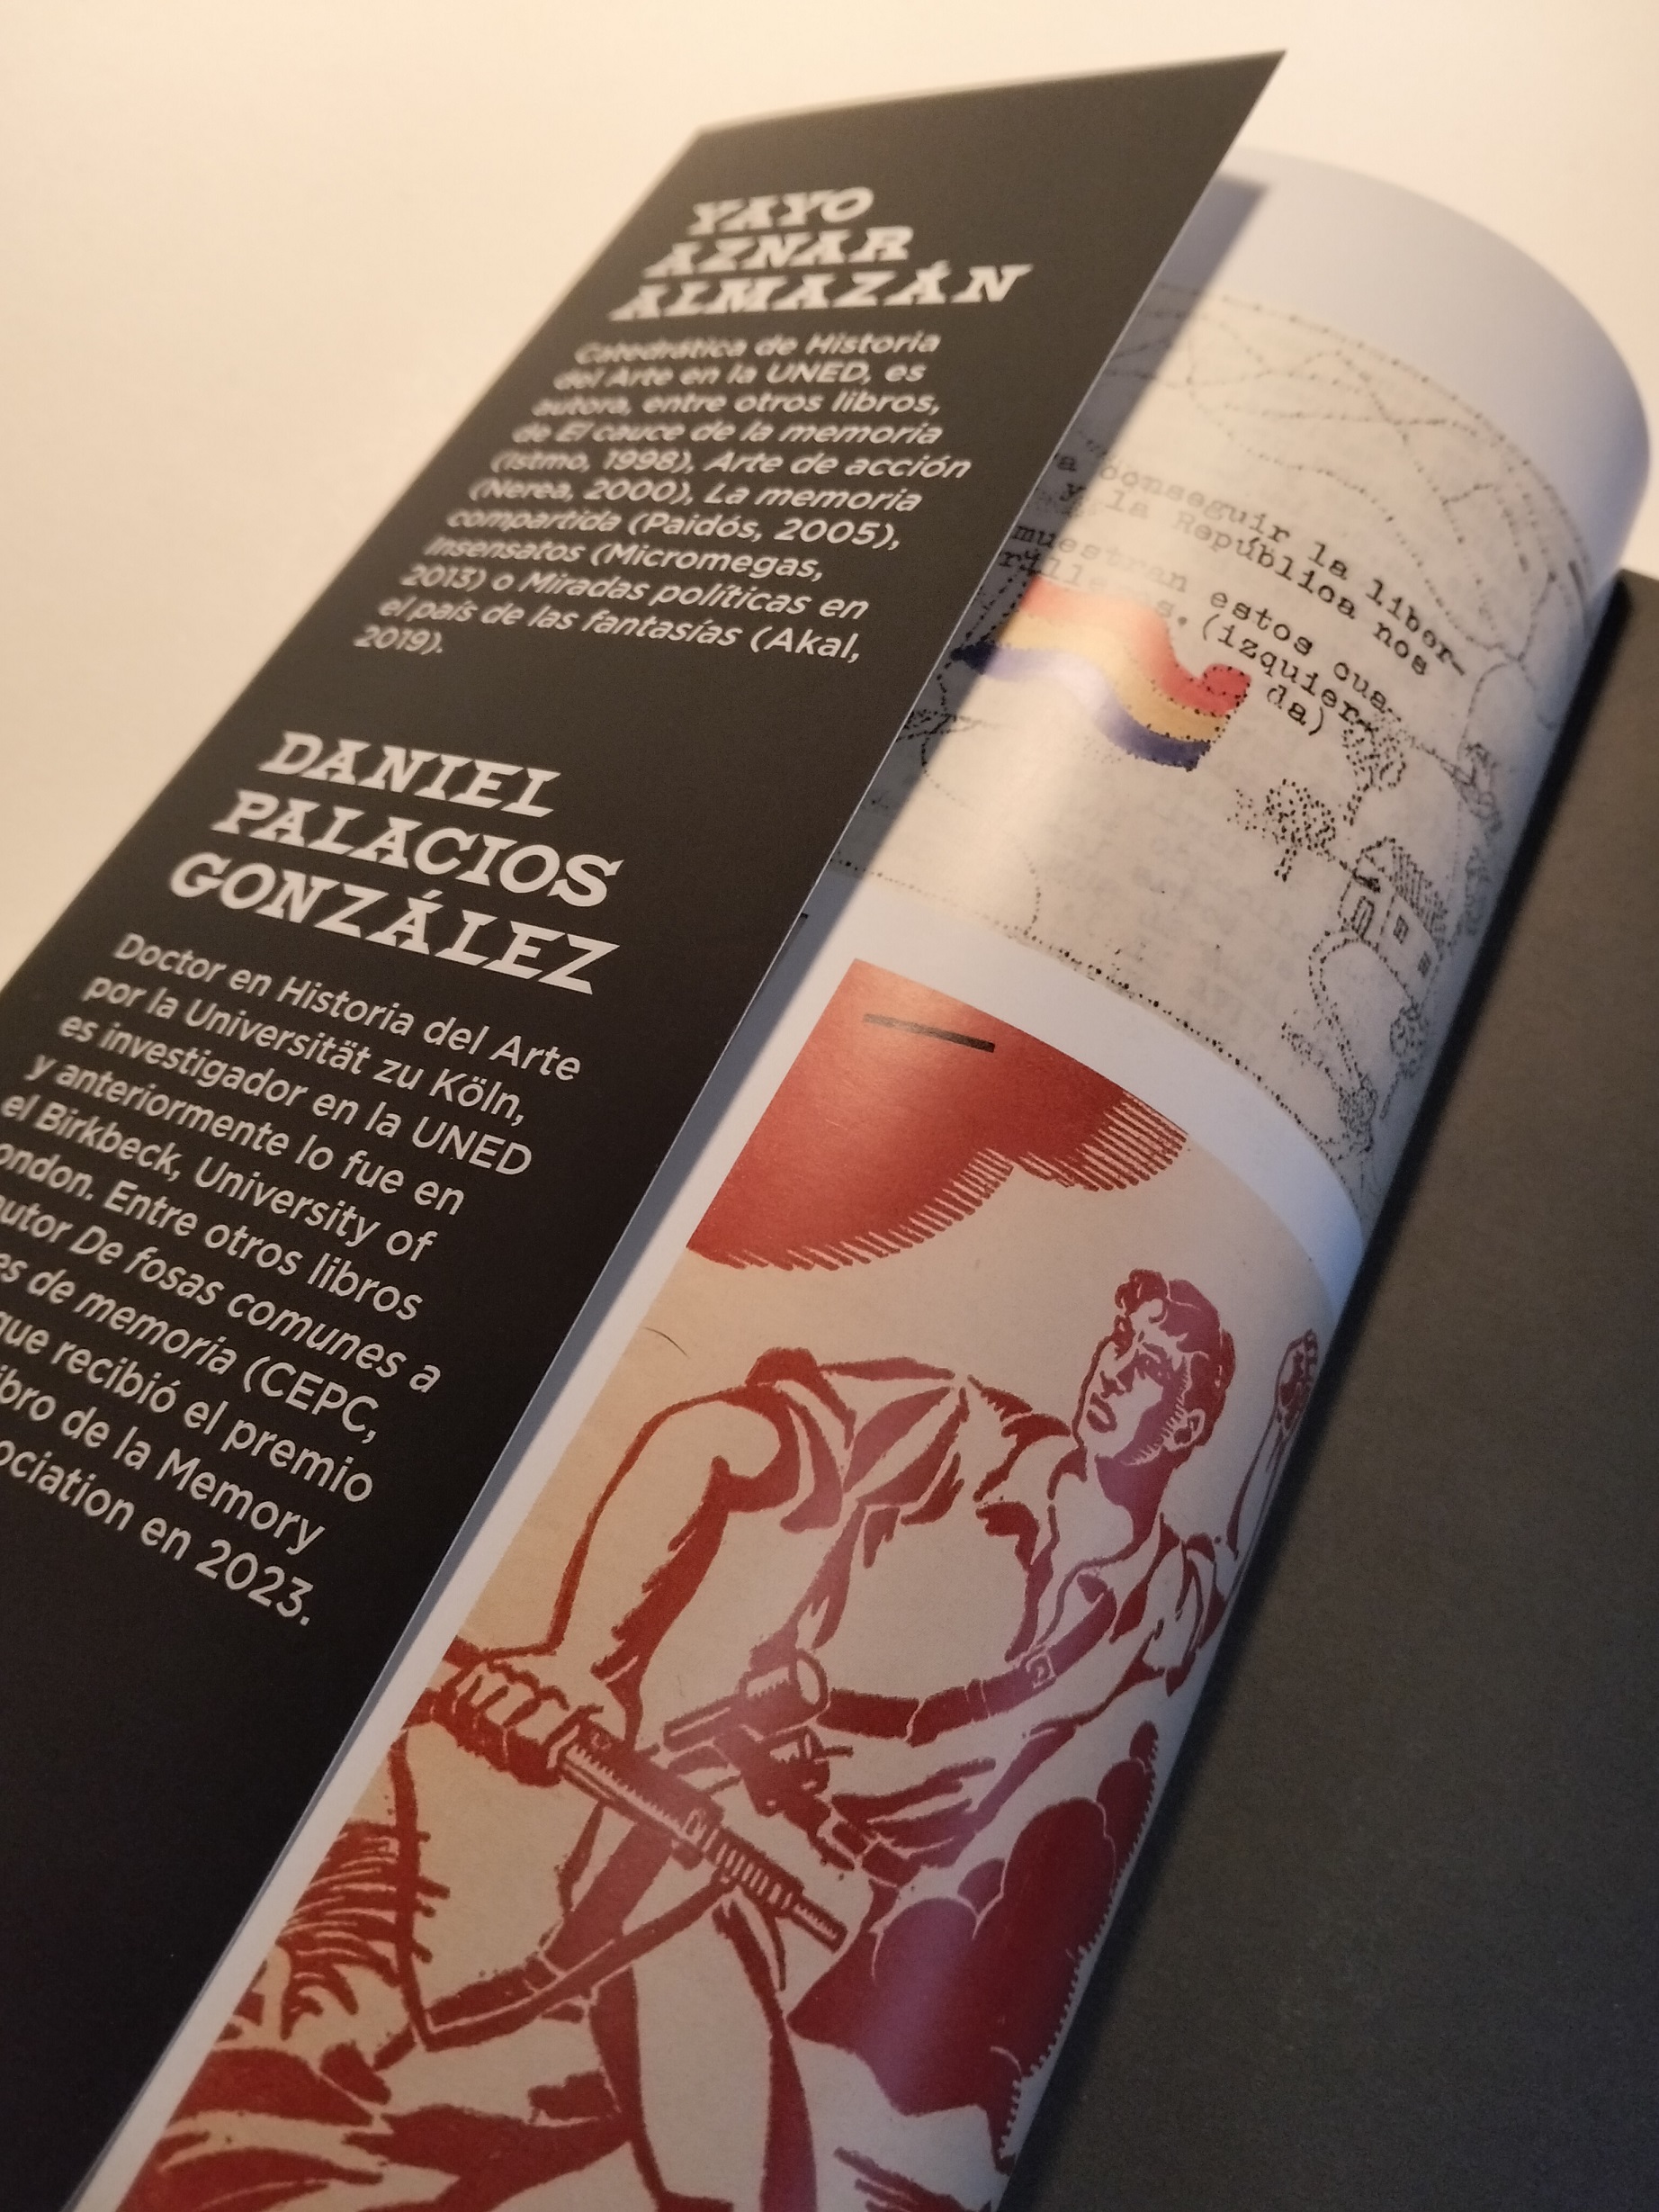 YAYO
AZNAR
ALMAZÁN
Catedrática de Historia
del Arte en la UNED, es
autora, entre otros libros,
de El cauce de la memoria
(Istmo, 1998), Arte de acción
(Nerea, 2000), La memoria
compartida (Paidós, 2005),
Insensatos (Micromegas,
2013) o Miradas políticas en
el país de las fantasías (Akal,
2019).
DANIEL
PALACIOS
GONZÁLEZ
Doctor en Historia del Arte
por la Universität zu Köln,
es investigador en la UNED
y anteriormente lo fue en
el Birkbeck, University of
ondon. Entre otros libros
autor De fosas comunes a
es de memoria (CEPC,
que recibió el premio
ibro de la Memory
ociation en 2023.
a conseguir la liber-
y la República nos
muestran estos cua-
rilleros. (izquier-
da)